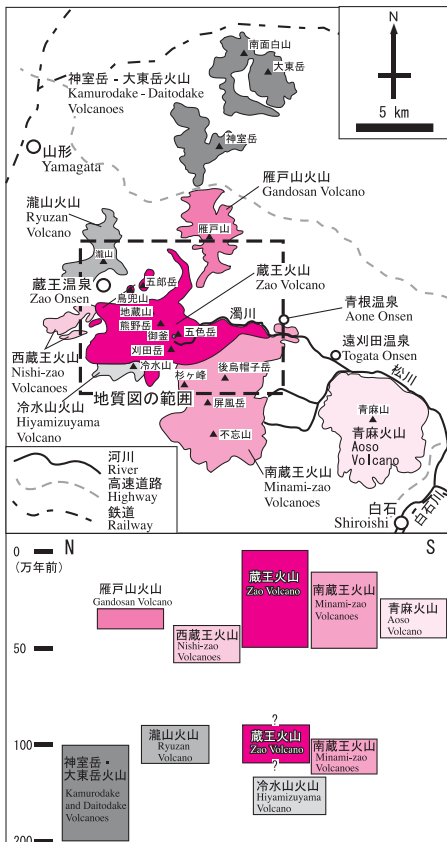 南面白山
大東岳
神室岳 - 大東岳火山
Kamurodake - Daitodake
Volcanoes
神室岳
N
5 km
山形
Yamagata
雁戸山火山
Gandosan Volcano
瀧山火山
Ryuzan
Volcano
雁戸山
瀧山
蔵王温泉
Zao Onsen
五郎岳
鳥兜山
地蔵山
熊野岳
御釜
五色岳
刈田岳
冷水山
蔵王火山
Zao Volcano
濁川
青根温泉
Aone Onsen
遠刈田温泉
Togata Onsen
松川
西蔵王火山
Nishi-zao
Volcanoes
杉ヶ峰
後烏帽子岳
屏風岳
不忘山
冷水山火山
Hiyamizuyama
Volcano
地質図の範囲
青麻山
青麻火山
Aoso
Volcano
南蔵王火山
Minami-zao
Volcanoes
白石
Shiroishi
白石川
河川
River
高速道路
Highway
鉄道
Railway
N
S
0
(万年前)
50
100
200
雁戸山火山
Gandosan Volcano
西蔵王火山
Nishi-zao
Volcanoes
蔵王火山
Zao Volcano
南蔵王火山
Minami-zao
Volcanoes
青麻火山
Aoso
Volcano
神室岳・
大東岳火山
Kamurodake
and Daitodake
Volcanoes
瀧山火山
Ryuzan
Volcano
?
蔵王火山
Zao Volcano
?
南蔵王火山
Minami-zao
Volcanoes
冷水山火山
Hiyamizuyama
Volcano